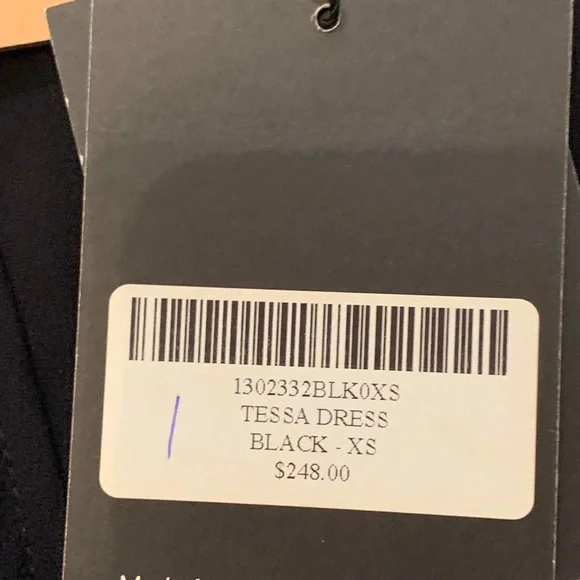 1302332BLK0XS
TESSA DRESS
BLACK - XS
$248.00